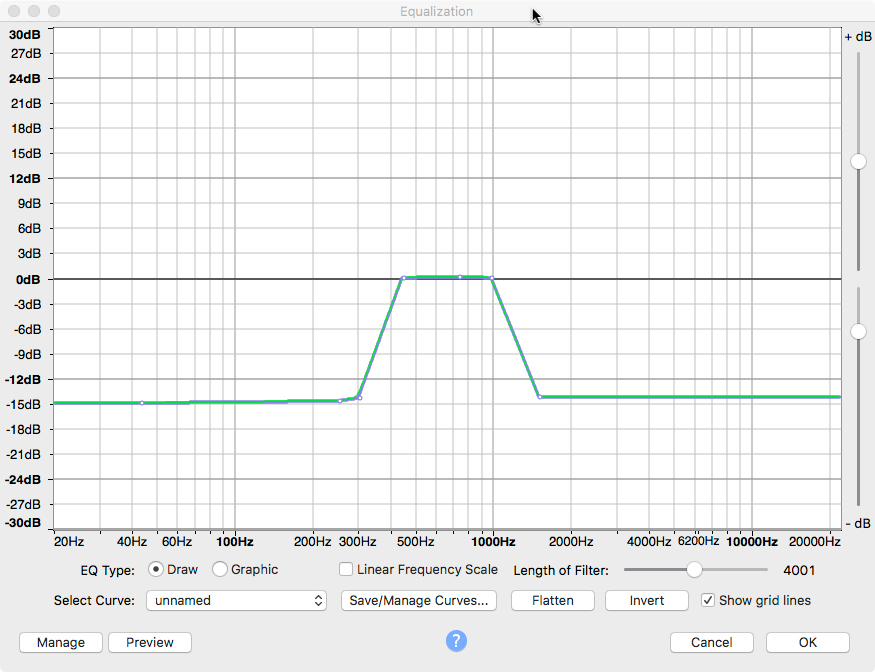 Equalization
30dB
+ dB
27dB
24dB
21dB
18dB
15dB
12dB
9dB
6dB
3dB
0dB
-3dB
-6dB
-9dB
-12dB
-15dB
-18dB
-21dB
-24dB
-27dB
-30dB
- dB
20Hz 40Hz 60Hz 100Hz 200Hz 300Hz 500Hz 1000Hz 2000Hz 4000Hz 6200Hz 10000Hz 20000Hz
EQ Type: Draw Graphic Linear Frequency Scale Length of Filter: 4001
Select Curve: unnamed Save/Manage Curves... Flatten Invert Show grid lines
Manage Preview ? Cancel OK